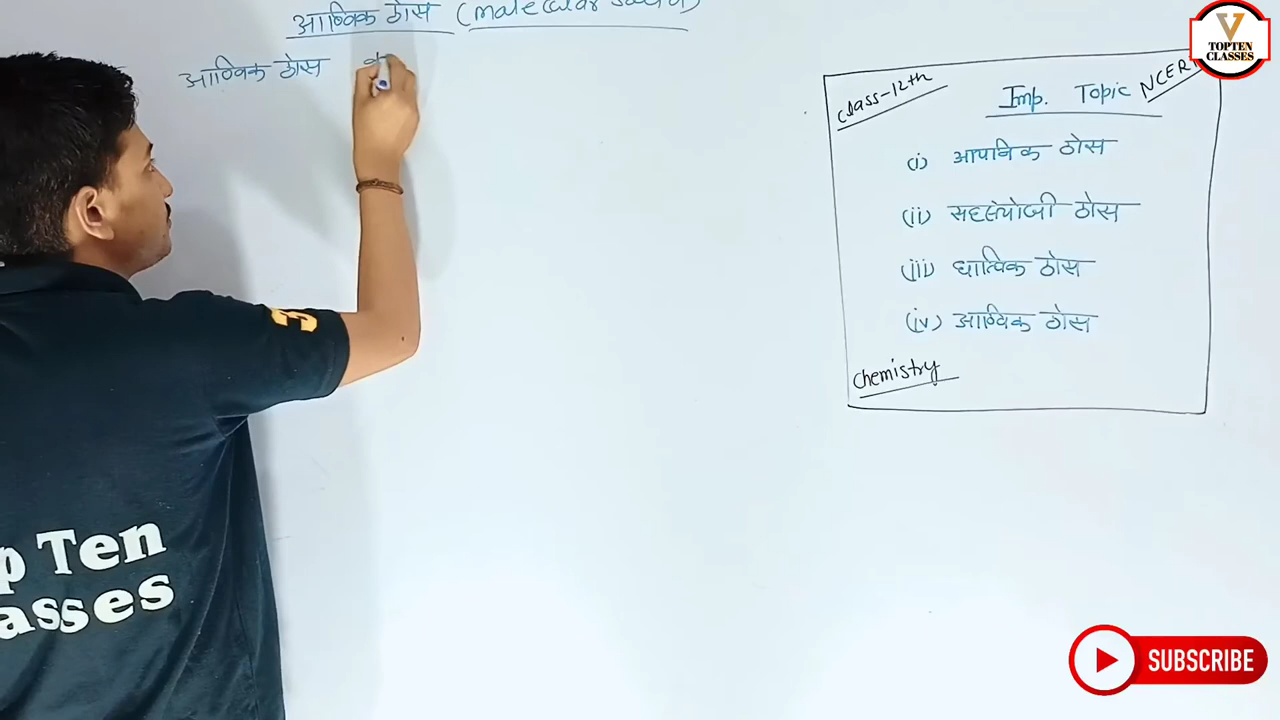 आण्विक ठोस (molecular
आण्विक ठोस
class-12th
NCERT
Imp. Topic
(i) आयनिक ठोस
(ii) सहसंयोजी ठोस
(iii) धात्विक ठोस
(iv) आण्विक ठोस
chemistry
V
TOPTEN
CLASSES
3
p Ten
asses
SUBSCRIBE